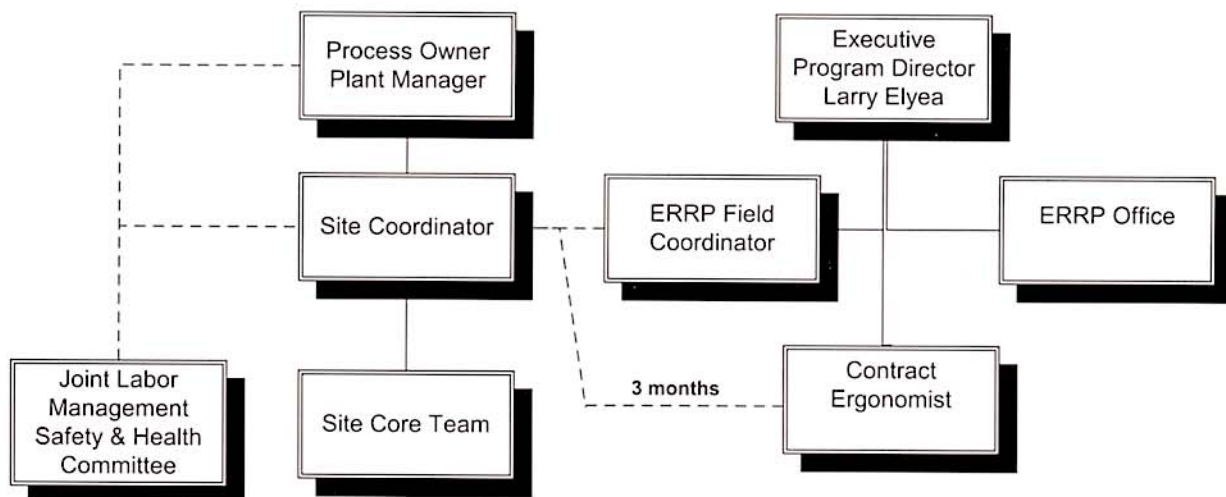 Process Owner
Plant Manager
Executive
Program Director
Larry Elyea
Site Coordinator
ERRP Field
Coordinator
ERRP Office
Joint Labor
Management
Safety & Health
Committee
Site Core Team
3 months
Contract
Ergonomist